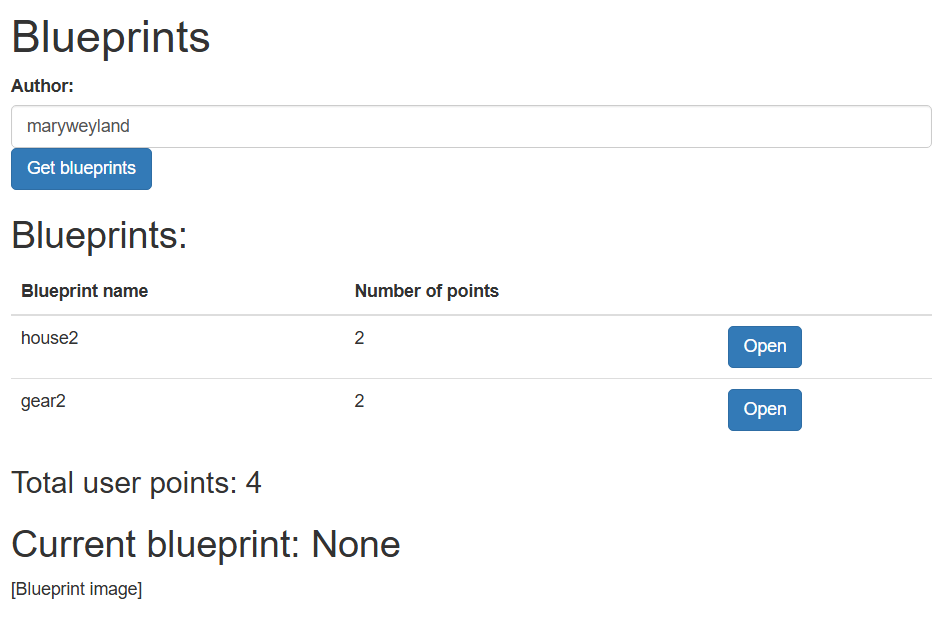 Blueprints
Author:
maryweyland
Get blueprints
Blueprints:
Blueprint name Number of points
house2 2 Open
gear2 2 Open
Total user points: 4
Current blueprint: None
[Blueprint image]